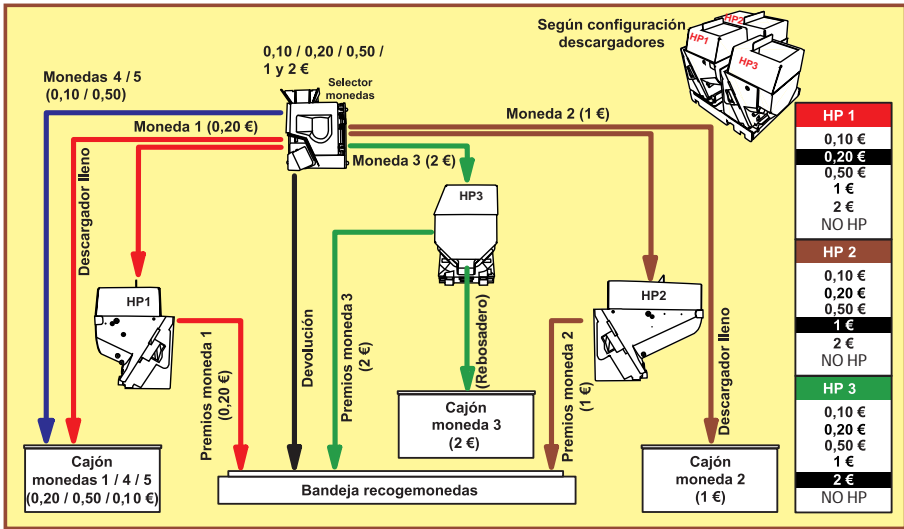 Según configuración
descargadores
HP2
HP1
HP3
0,10 / 0,20 / 0,50 /
1 y 2 €
Selector
monedas
Monedas 4 / 5
(0,10 / 0,50)
Moneda 1 (0,20 €)
Moneda 2 (1 €)
Moneda 3 (2 €)
Descargador lleno
HP3
HP1
HP2
Premios moneda 1
(0,20 €)
Devolución
Premios moneda 3
(2 €)
(Rebosadero)
Premios moneda 2
(1 €)
Descargador lleno
Cajón
monedas 1 / 4 / 5
(0,20 / 0,50 / 0,10 €)
Cajón
moneda 3
(2 €)
Cajón
moneda 2
(1 €)
Bandeja recogemonedas
HP 1
0,10 €
0,20 €
0,50 €
1 €
2 €
NO HP
HP 2
0,10 €
0,20 €
0,50 €
1 €
2 €
NO HP
HP 3
0,10 €
0,20 €
0,50 €
1 €
2 €
NO HP